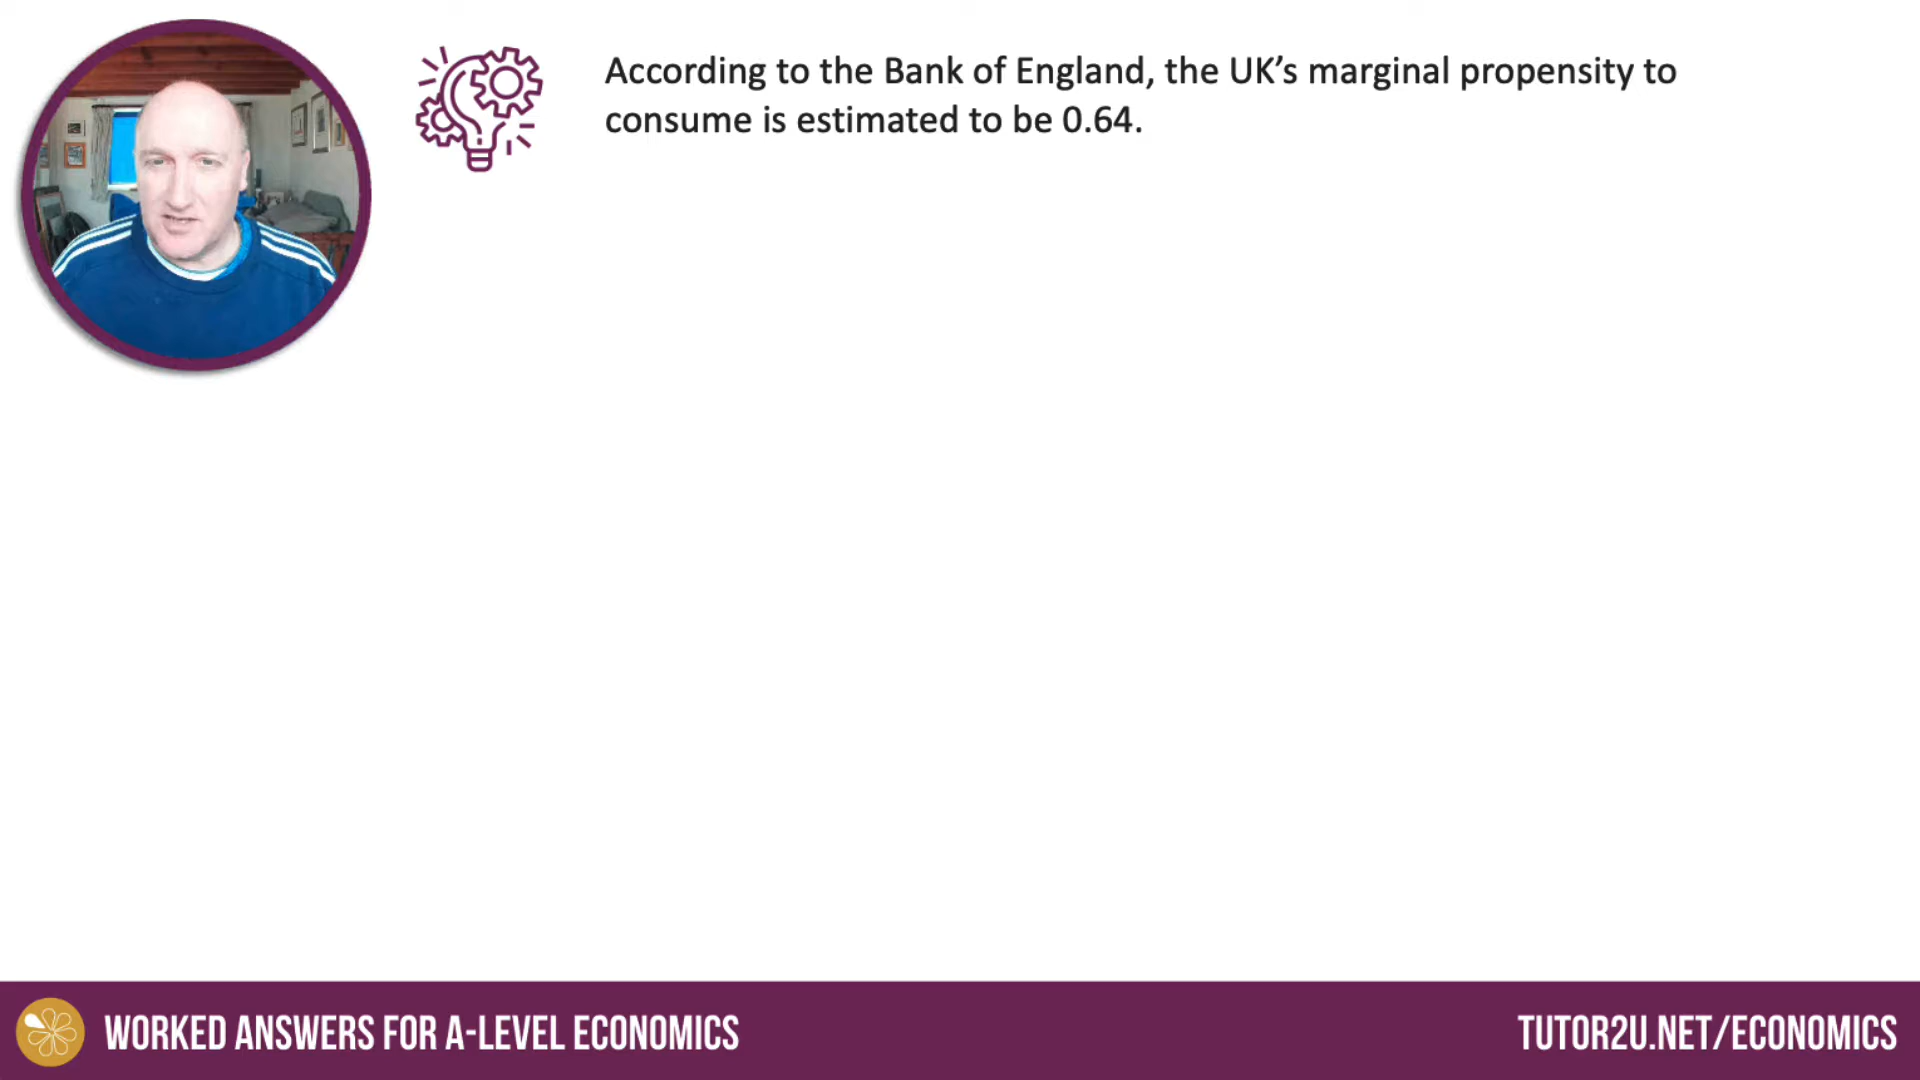 According to the Bank of England, the UK’s marginal propensity to
consume is estimated to be 0.64.
WORKED ANSWERS FOR A-LEVEL ECONOMICS
TUTOR2U.NET/ECONOMICS